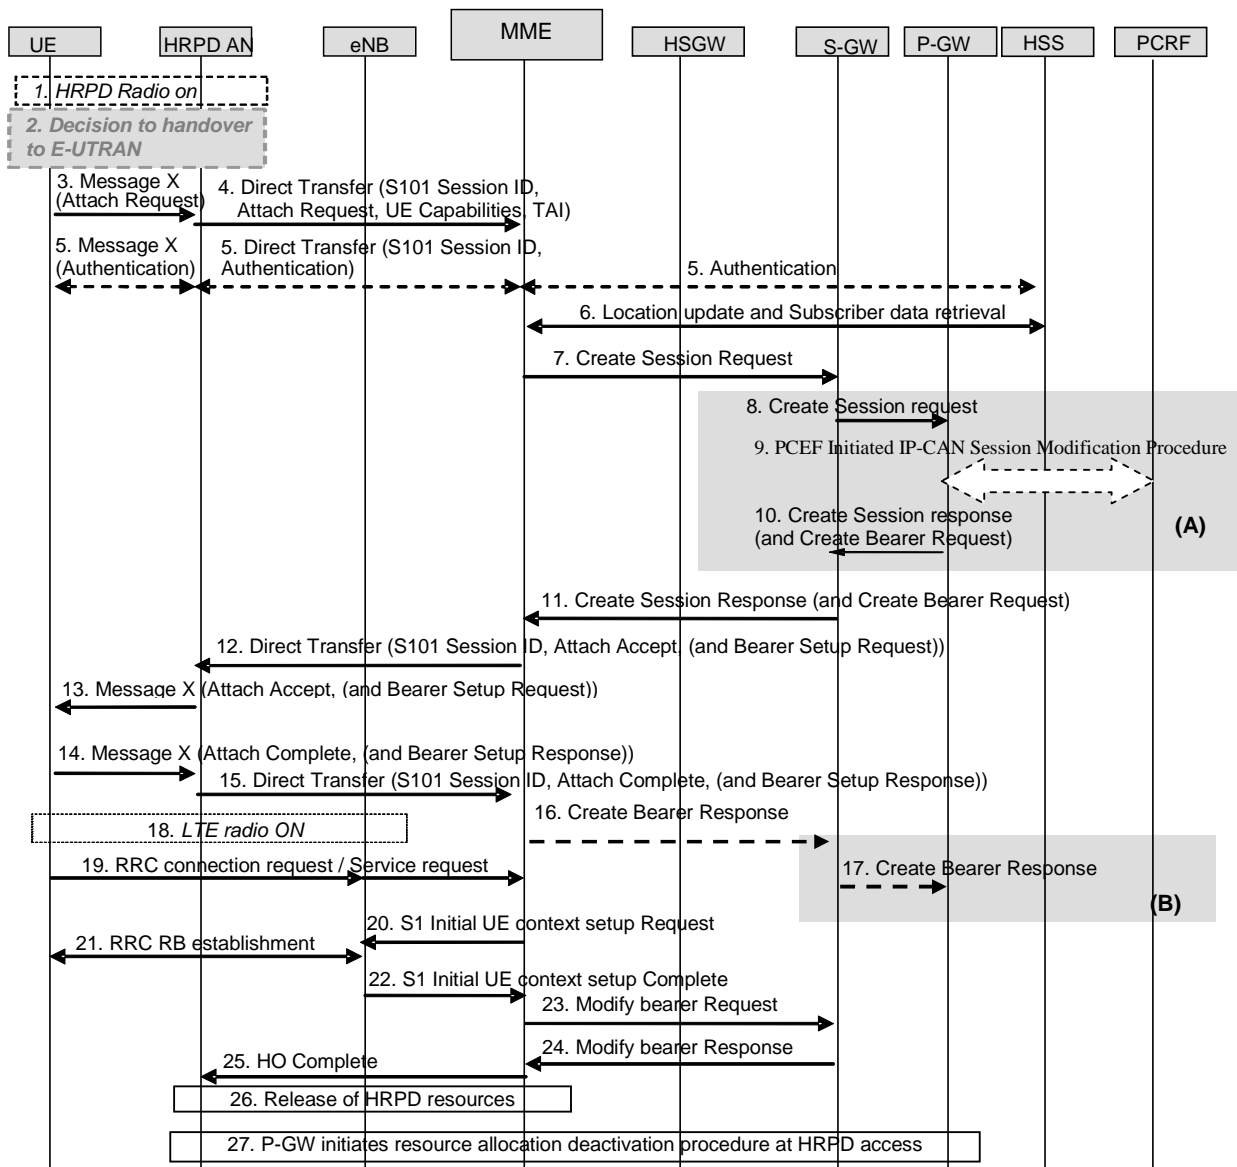 UE
HRPD AN
eNB
MME
HSGW
S-GW
P-GW
HSS
PCRF
1. HRPD Radio on
2. Decision to handover
to E-UTRAN
3. Message X
(Attach Request)
4. Direct Transfer (S101 Session ID,
Attach Request, UE Capabilities, TAI)
5. Message X
(Authentication)
5. Direct Transfer (S101 Session ID,
Authentication)
5. Authentication
6. Location update and Subscriber data retrieval
7. Create Session Request
8. Create Session request
9. PCEF Initiated IP-CAN Session Modification Procedure
10. Create Session response
(and Create Bearer Request)
(A)
11. Create Session Response (and Create Bearer Request)
12. Direct Transfer (S101 Session ID, Attach Accept, (and Bearer Setup Request))
13. Message X (Attach Accept, (and Bearer Setup Request))
14. Message X (Attach Complete, (and Bearer Setup Response))
15. Direct Transfer (S101 Session ID, Attach Complete, (and Bearer Setup Response))
16. Create Bearer Response
18. LTE radio ON
19. RRC connection request / Service request
17. Create Bearer Response
(B)
20. S1 Initial UE context setup Request
21. RRC RB establishment
22. S1 Initial UE context setup Complete
23. Modify bearer Request
24. Modify bearer Response
25. HO Complete
26. Release of HRPD resources
27. P-GW initiates resource allocation deactivation procedure at HRPD access